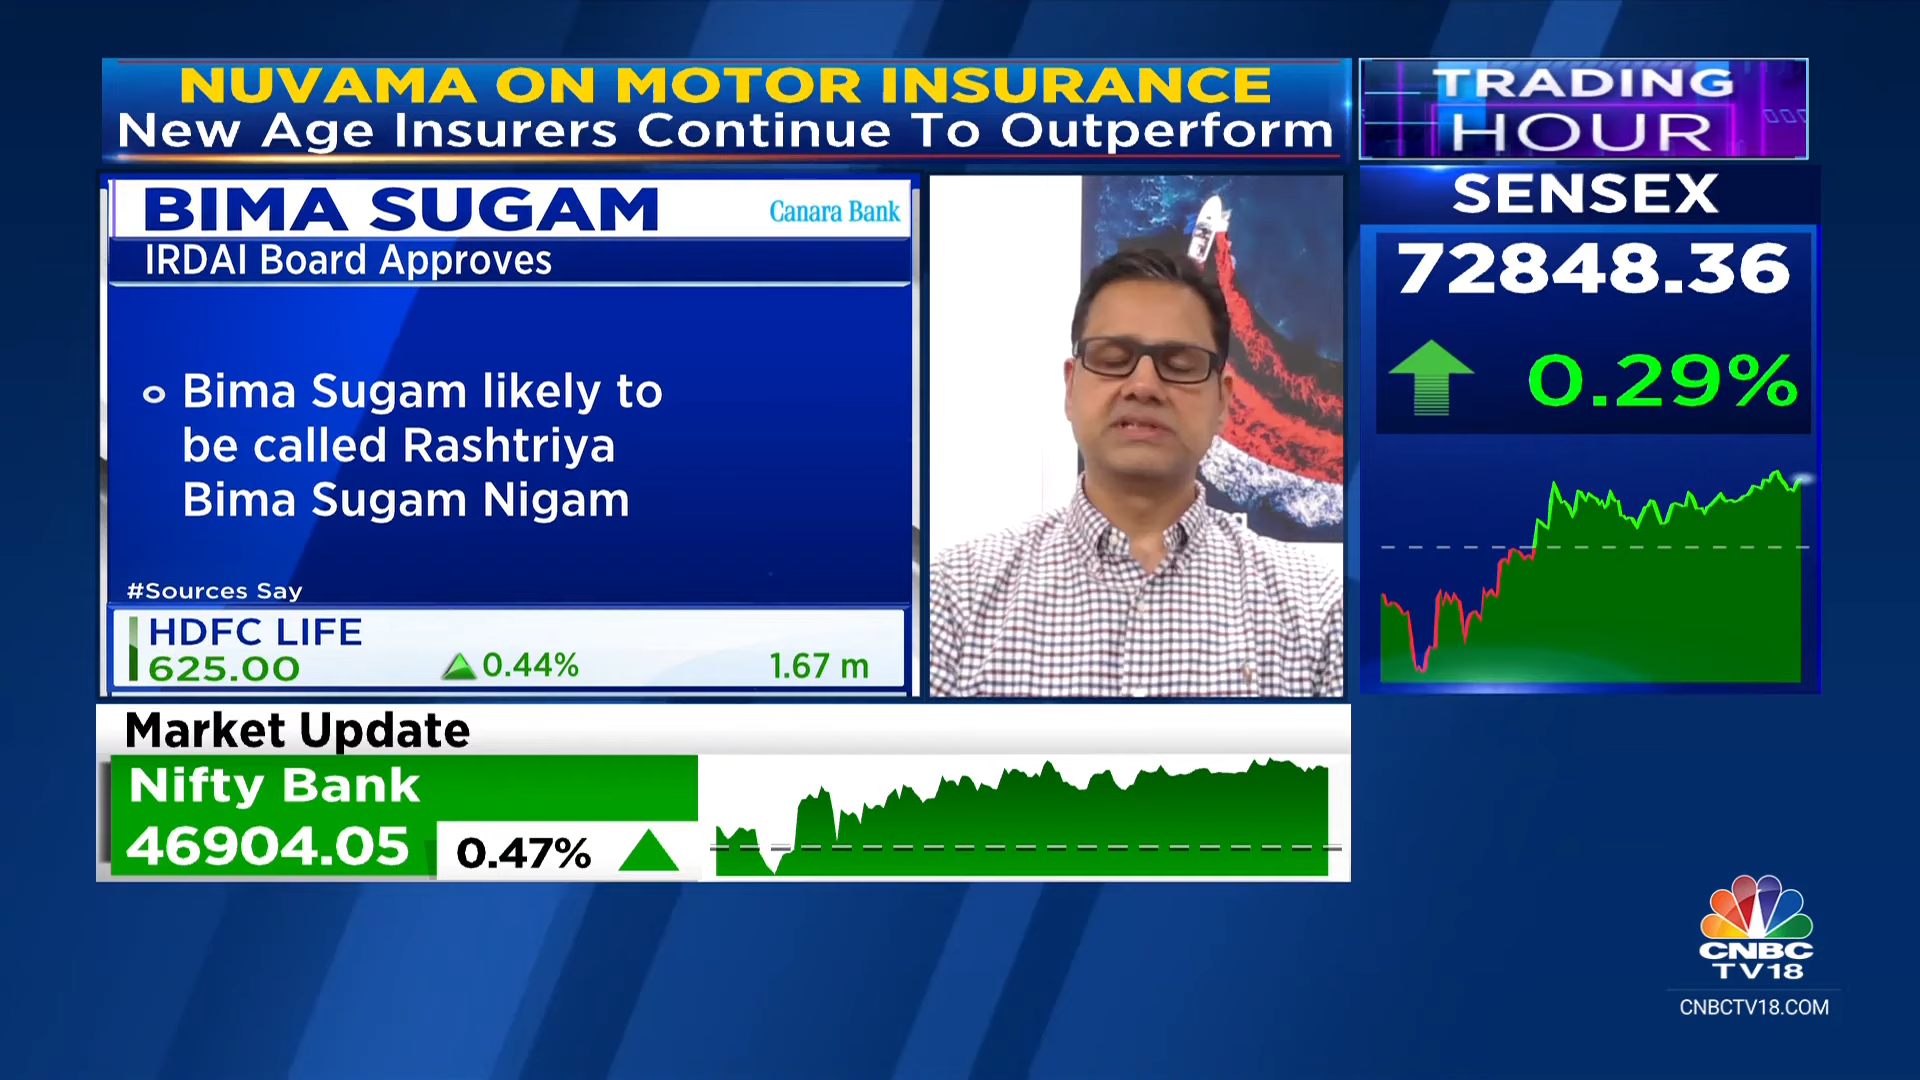 NUVAMA ON MOTOR INSURANCE
New Age Insurers Continue To Outperform
TRADING
HOUR
BIMA SUGAM
Canara Bank
IRDAI Board Approves
Bima Sugam likely to
be called Rashtriya
Bima Sugam Nigam
#Sources Say
HDFC LIFE
625.00 0.44% 1.67 m
SENSEX
72848.36
0.29%
Market Update
Nifty Bank
46904.05 0.47%
CNBC
TV18
CNBCTV18.COM